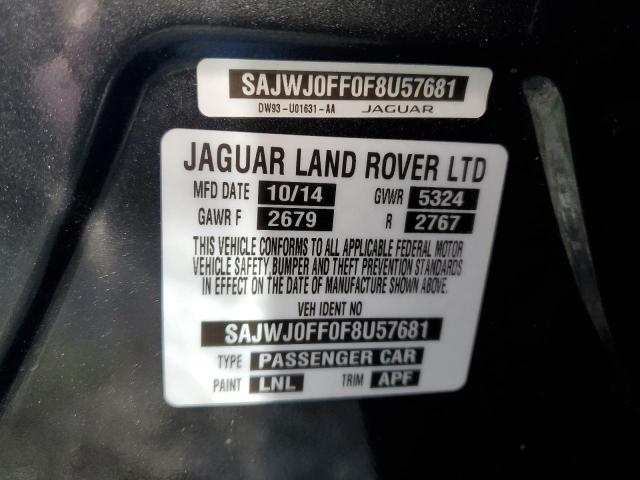 SAJWJ0FF0F8U57681
DW93-U01631-AA JAGUAR
JAGUAR LAND ROVER LTD
MFD DATE 10/14 GVWR 5324
GAWR F 2679 R 2767
THIS VEHICLE CONFORMS TO ALL APPLICABLE FEDERAL MOTOR
VEHICLE SAFETY,BUMPER AND THEFT PREVENTION STANDARDS
IN EFFECT ON THE DATE OF MANUFACTURE SHOWN ABOVE.
VEH IDENT NO
SAJWJ0FF0F8U57681
TYPE PASSENGER CAR
PAINT LNL TRIM APF